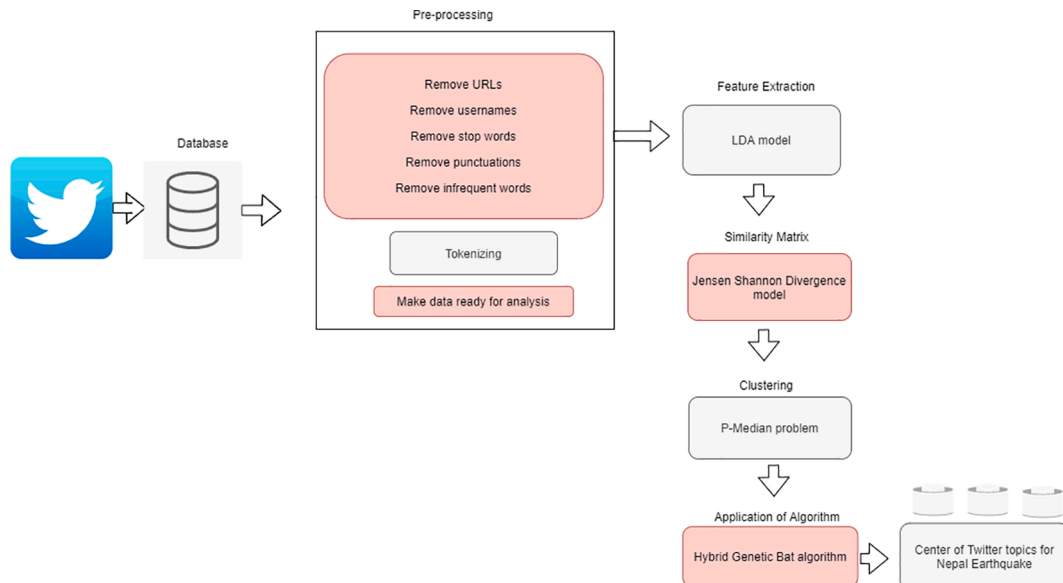 Pre-processing
Remove URLs
Remove usernames
Remove stop words
Remove punctuations
Remove infrequent words
Tokenizing
Make data ready for analysis
Database
Feature Extraction
LDA model
Similarity Matrix
Jensen Shannon Divergence
model
Clustering
P-Median problem
Application of Algorithm
Hybrid Genetic Bat algorithm
Center of Twitter topics for
Nepal Earthquake